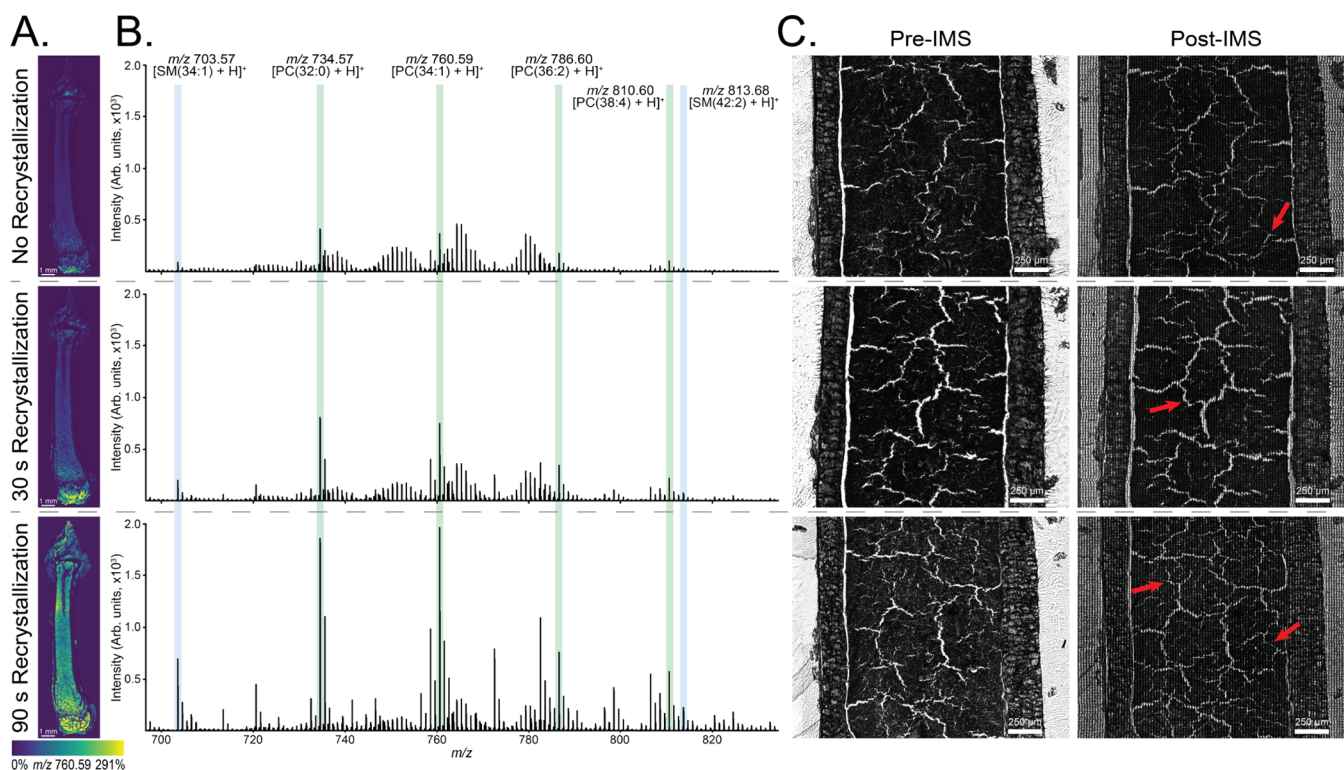 A.
B.
C.
Pre-IMS
Post-IMS
No Recrystallization
1 mm
Intensity (Arb. units, x10³)
2.0
1.5
1.0
0.5
m/z 703.57
[SM(34:1) + H]⁺
m/z 734.57
[PC(32:0) + H]⁺
m/z 760.59
[PC(34:1) + H]⁺
m/z 786.60
[PC(36:2) + H]⁺
m/z 810.60
[PC(38:4) + H]⁺
m/z 813.68
[SM(42:2) + H]⁺
250 µm
250 µm
30 s Recrystallization
1 mm
Intensity (Arb. units, x10³)
2.0
1.5
1.0
0.5
250 µm
250 µm
90 s Recrystallization
1 mm
Intensity (Arb. units, x10³)
2.0
1.5
1.0
0.5
250 µm
250 µm
700
720
740
760
780
800
820
m/z
0% m/z 760.59 291%